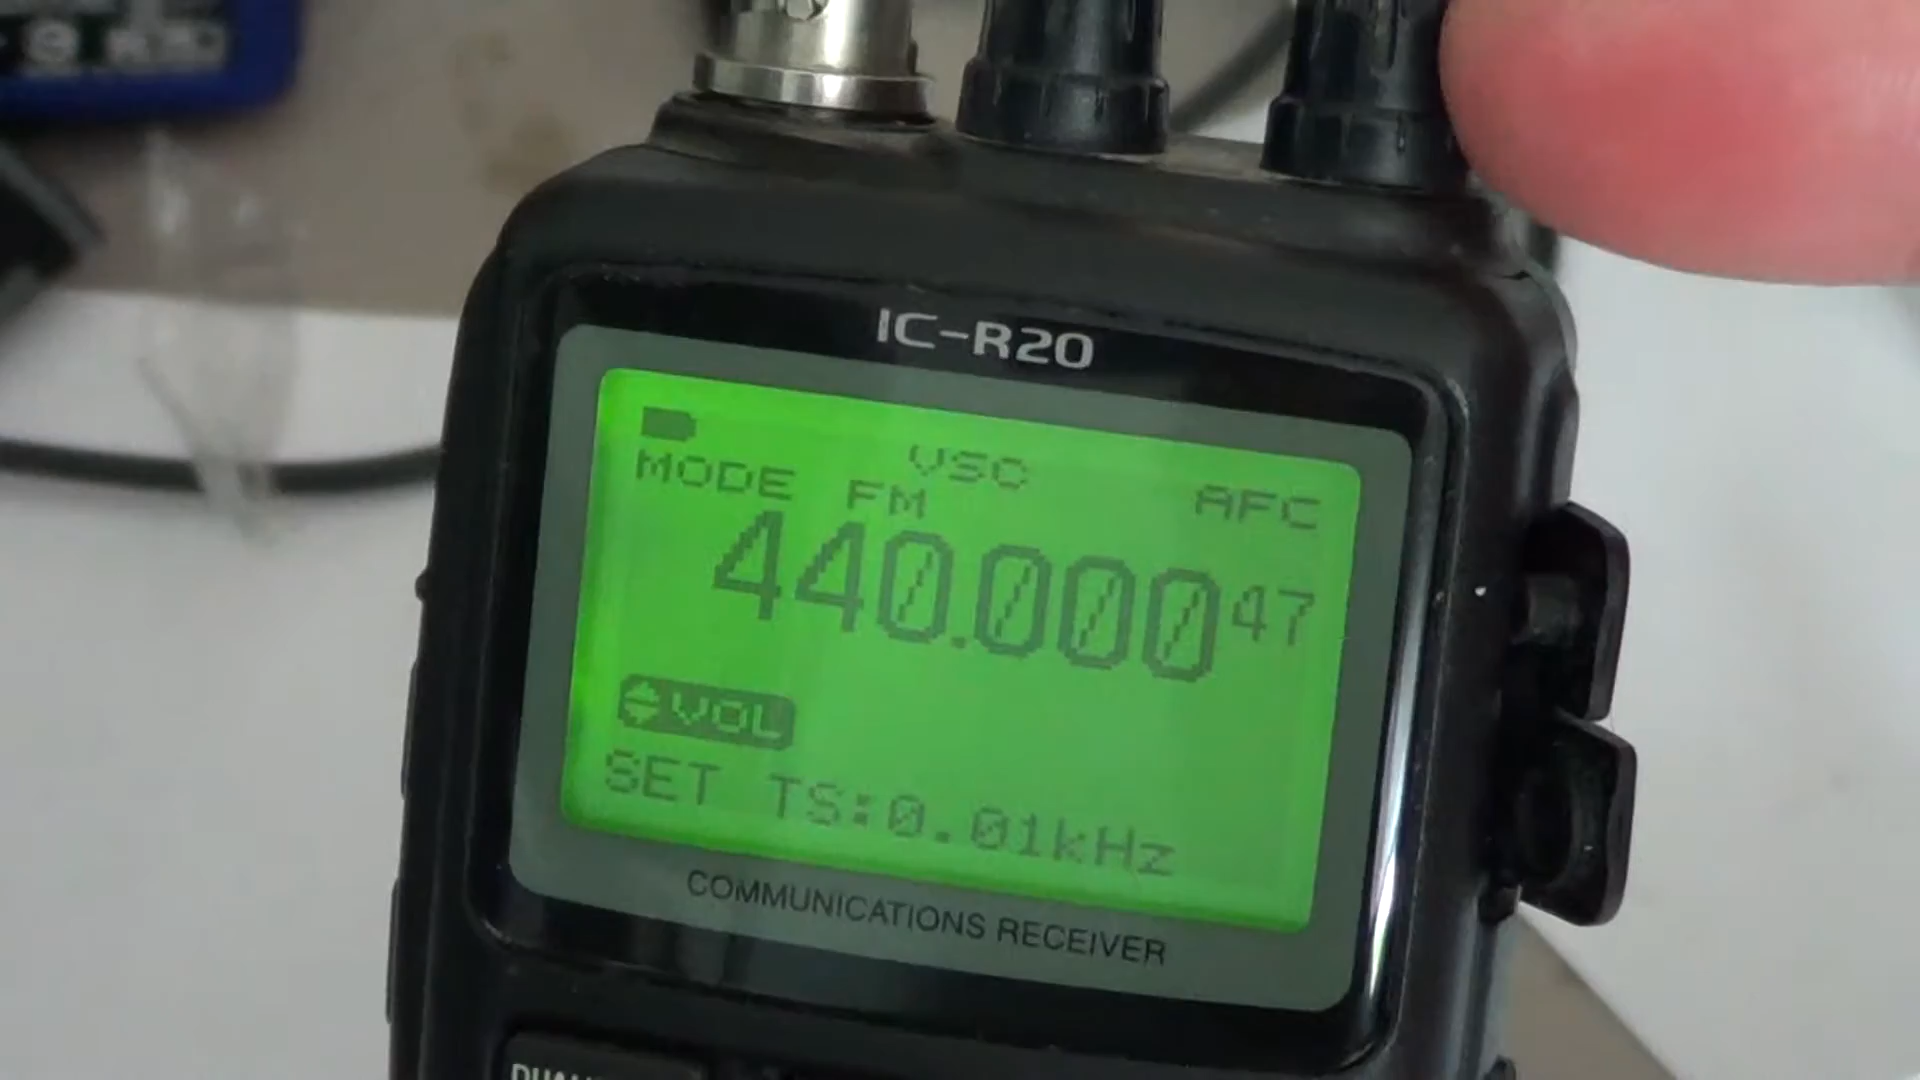 IC-R20
VSC
MODE FM AFC
440.000 47
VOL
SET TS:0.01kHz
COMMUNICATIONS RECEIVER